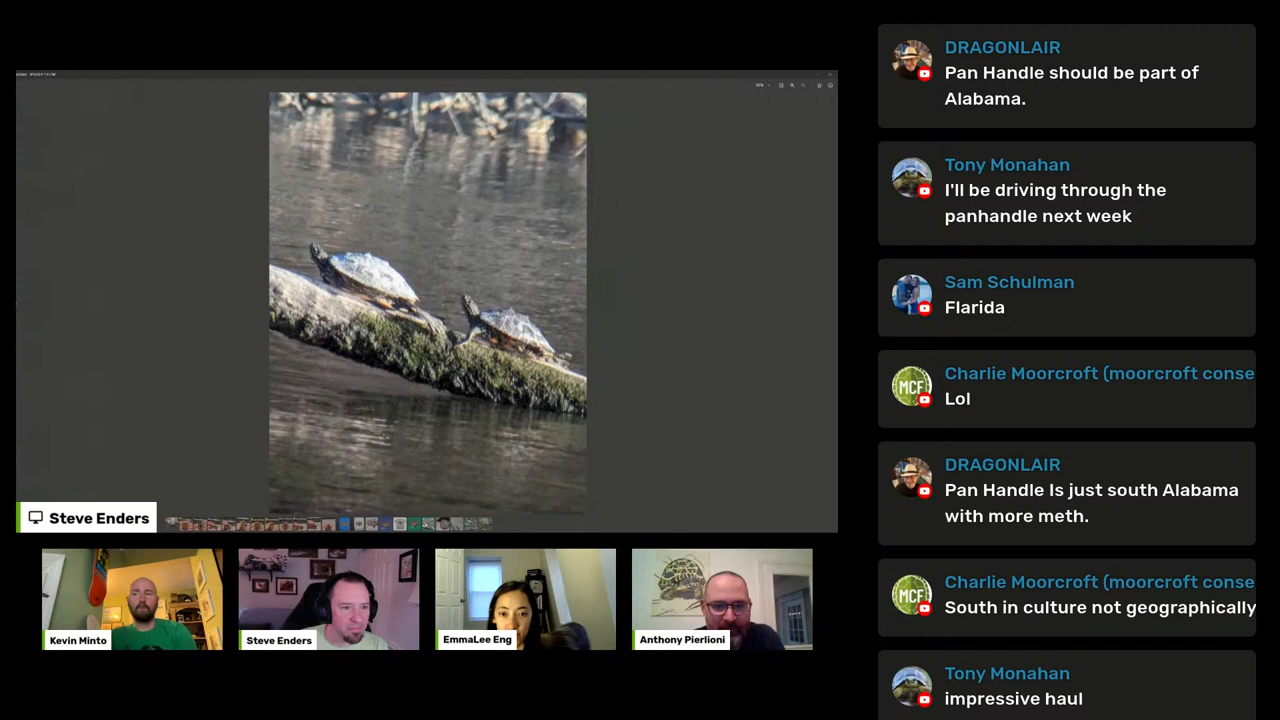 Steve Enders
Kevin Minto
Steve Enders
EmmaLee Eng
Anthony Pierlioni
DRAGONLAIR
Pan Handle should be part of
Alabama.
Tony Monahan
I'll be driving through the
panhandle next week
Sam Schulman
Flarida
MCF
Charlie Moorcroft (moorcroft conse
Lol
DRAGONLAIR
Pan Handle Is just south Alabama
with more meth.
MCF
Charlie Moorcroft (moorcroft conse
South in culture not geographically
Tony Monahan
impressive haul